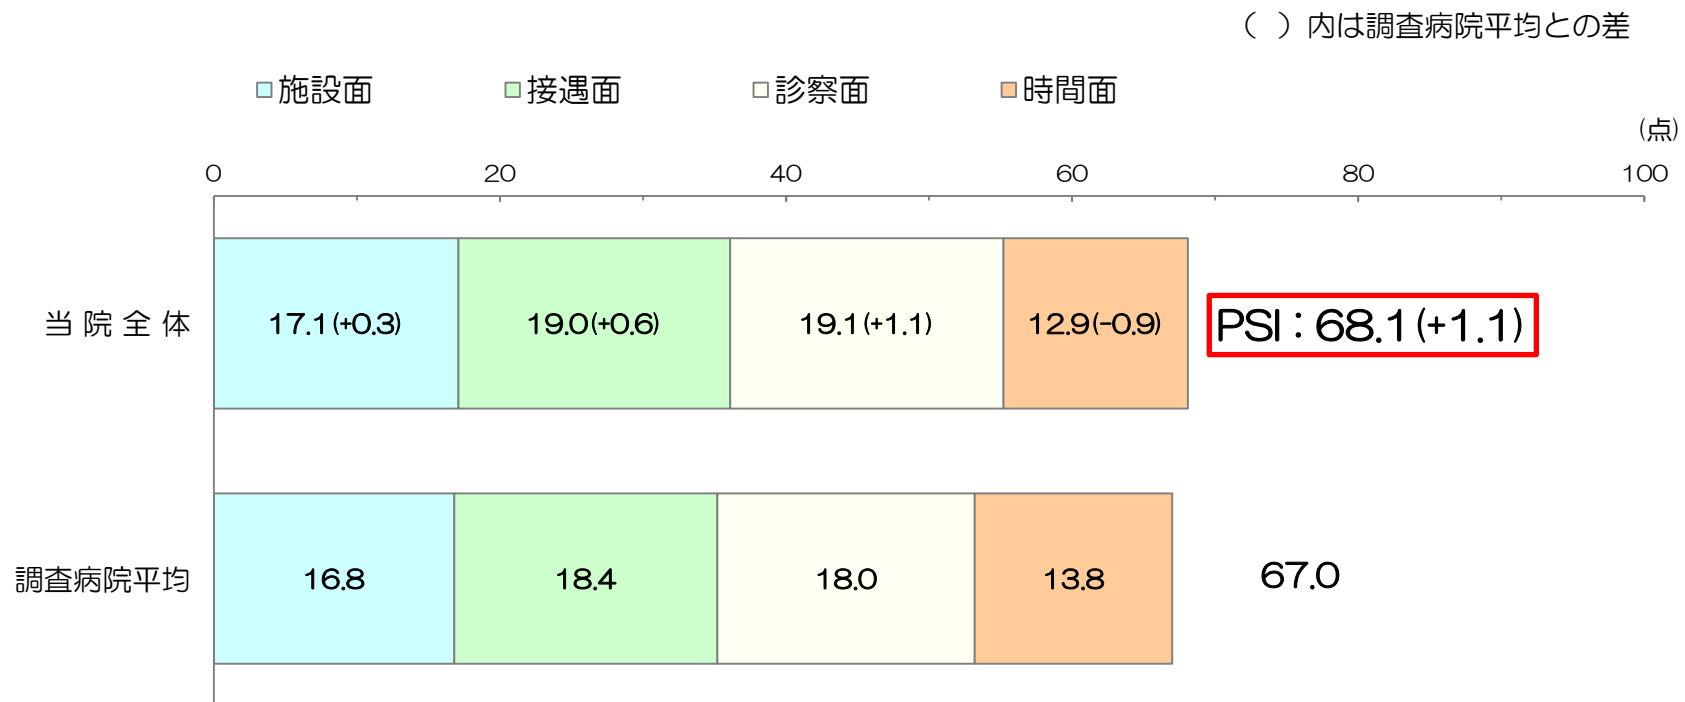 （ ）内は調査病院平均との差
施設面 接遇面 診察面 時間面
(点)
0 20 40 60 80 100
当院全体 17.1(+0.3) 19.0(+0.6) 19.1(+1.1) 12.9(-0.9) PSI：68.1(+1.1)
調査病院平均 16.8 18.4 18.0 13.8 67.0